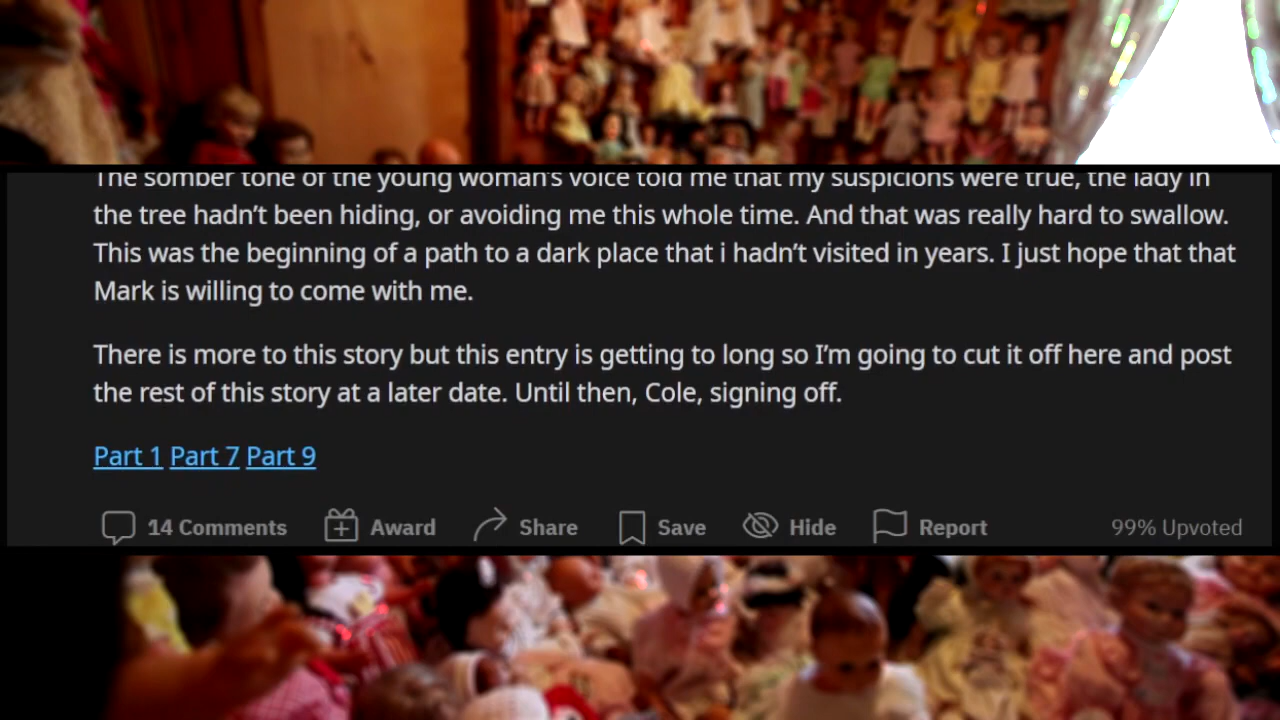 The somber tone of the young woman's voice told me that my suspicions were true, the lady in
the tree hadn't been hiding, or avoiding me this whole time. And that was really hard to swallow.
This was the beginning of a path to a dark place that i hadn't visited in years. I just hope that that
Mark is willing to come with me.
There is more to this story but this entry is getting to long so I'm going to cut it off here and post
the rest of this story at a later date. Until then, Cole, signing off.
Part 1 Part 7 Part 9
14 Comments Award Share Save Hide Report 99% Upvoted